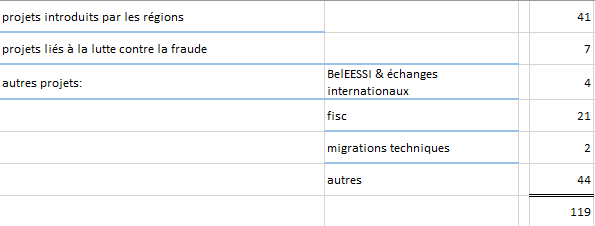 projets introduits par les régions 41
projets liés à la lutte contre la fraude 7
autres projets: BelEESSI & échanges
internationaux 4
fisc 21
migrations techniques 2
autres 44
119